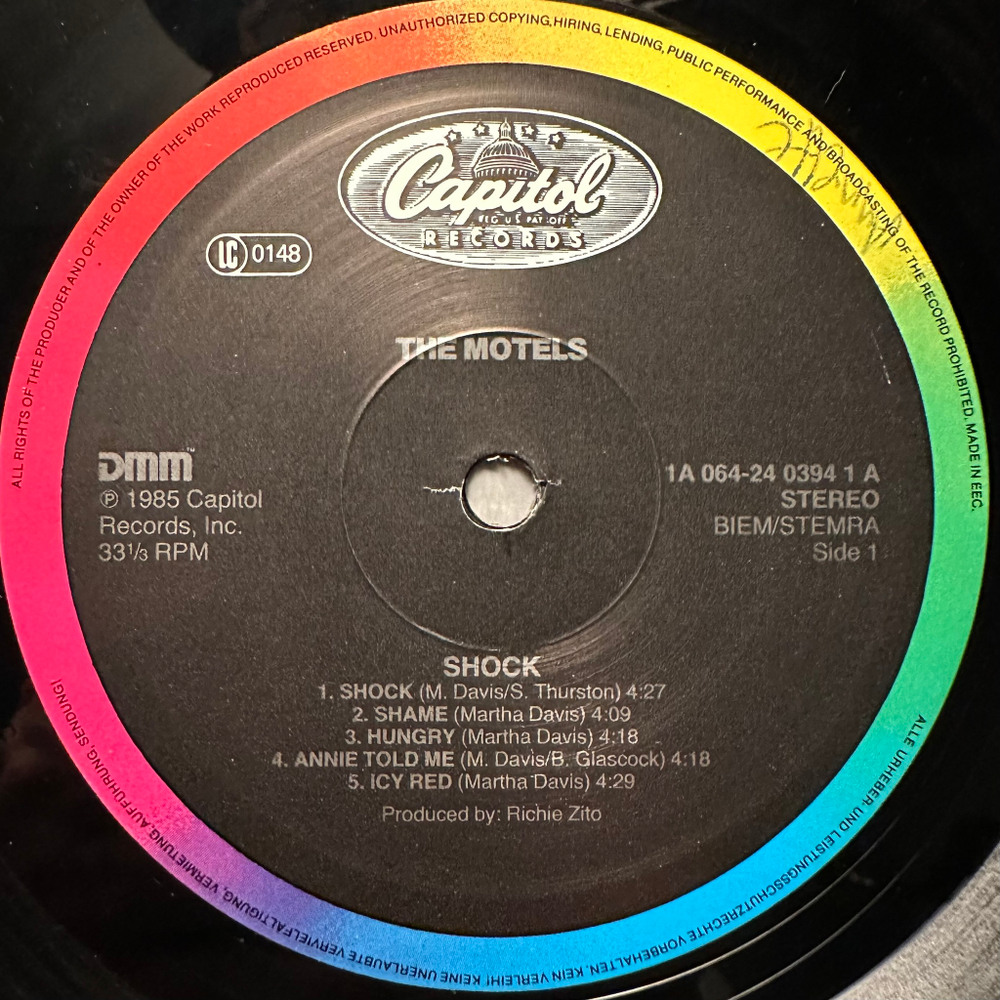 ALL RIGHTS OF THE PRODUCER AND OF THE OWNER OF THE WORK REPRODUCED RESERVED. UNAUTHORIZED COPYING, HIRING, LENDING, PUBLIC PERFORMANCE AND BROADCASTING OF THE RECORD PROHIBITED. MADE IN EEC.
Capitol
REG. U.S. PAT. OFF.
RECORDS
LC 0148
THE MOTELS
DMM™
℗ 1985 Capitol
Records, Inc.
33⅓ RPM
1A 064-24 0394 1 A
STEREO
BIEM/STEMRA
Side 1
SHOCK
1. SHOCK (M. Davis/S. Thurston) 4:27
2. SHAME (Martha Davis) 4:09
3. HUNGRY (Martha Davis) 4:18
4. ANNIE TOLD ME (M. Davis/B. Glascock) 4:18
5. ICY RED (Martha Davis) 4:29
Produced by: Richie Zito
ALLE URHEBER- UND LEISTUNGSSCHUTZRECHTE VORBEHALTEN. KEIN VERLEIH! KEINE UNERLAUBTE VERVIELFALTIGUNG, VERMIETUNG, AUFFÜHRUNG, SENDUNG!